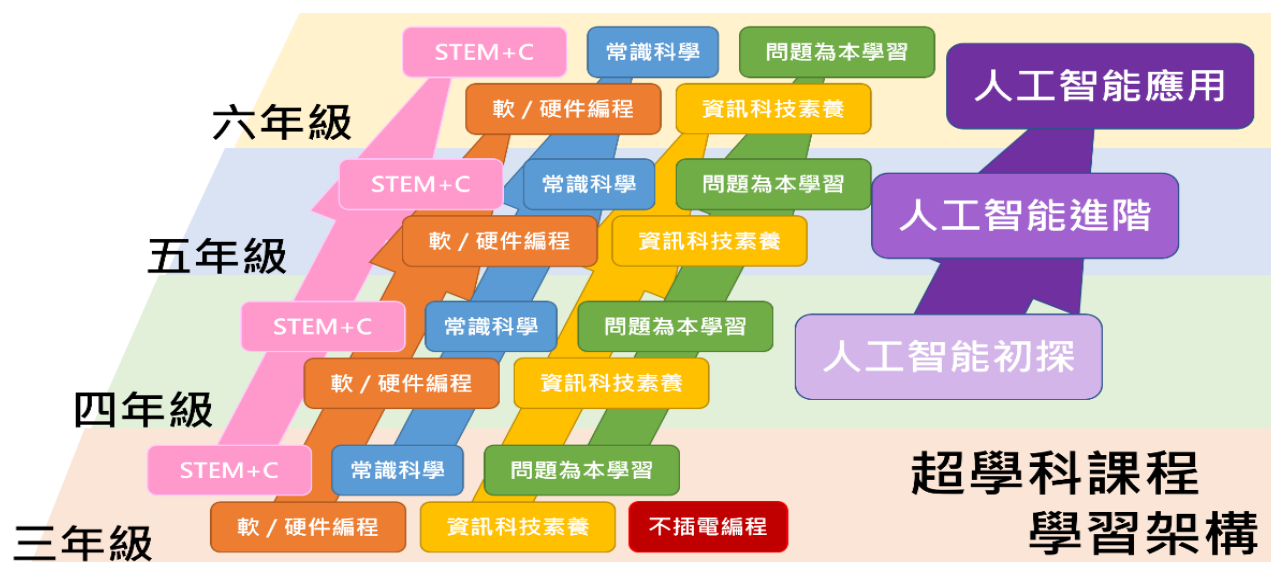 STEM+C
常識科學
問題為本學習
人工智能應用
軟 / 硬件編程
資訊科技素養
六年級
STEM+C
常識科學
問題為本學習
人工智能進階
軟 / 硬件編程
資訊科技素養
五年級
STEM+C
常識科學
問題為本學習
人工智能初探
軟 / 硬件編程
資訊科技素養
四年級
STEM+C
常識科學
問題為本學習
超學科課程
軟 / 硬件編程
資訊科技素養
不插電編程
學習架構
三年級